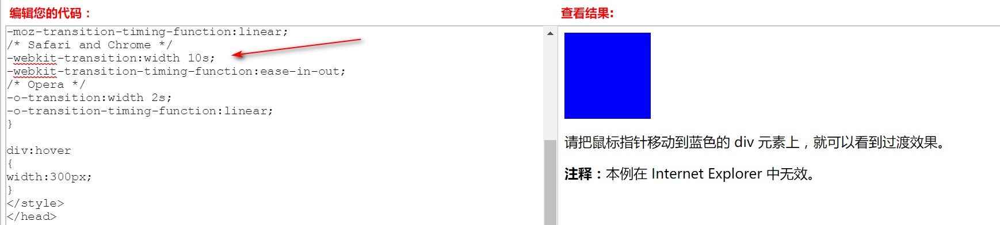 编辑您的代码：
-moz-transition-timing-function:linear;
/* Safari and Chrome */
-webkit-transition:width 10s;
-webkit-transition-timing-function:ease-in-out;
/* Opera */
-o-transition:width 2s;
-o-transition-timing-function:linear;
}
div:hover
{
width:300px;
}
</style>
</head>
查看结果:
请把鼠标指针移动到蓝色的 div 元素上，就可以看到过渡效果。
注释：本例在 Internet Explorer 中无效。